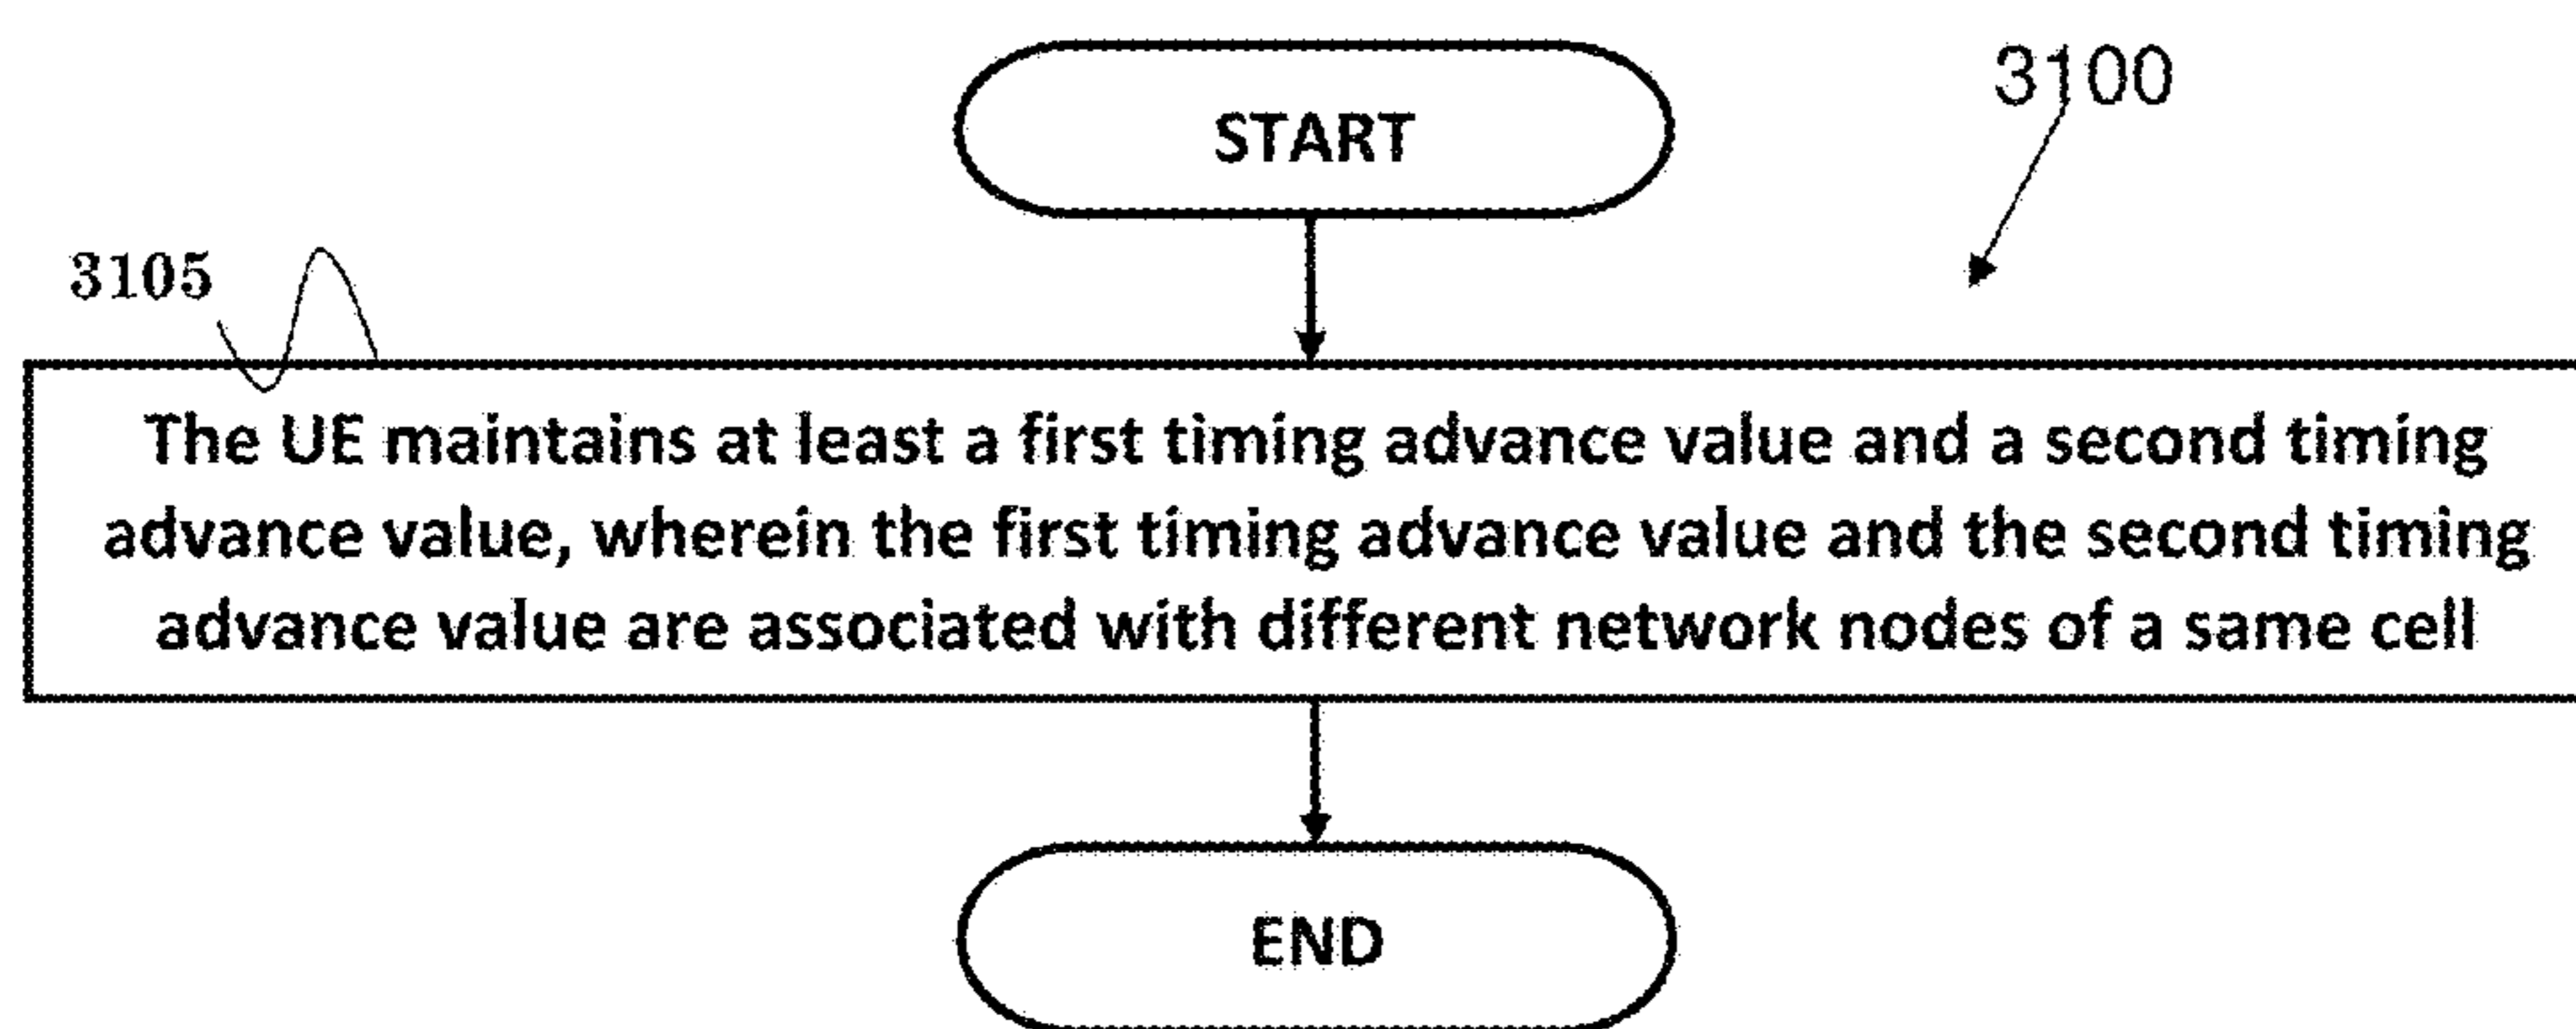 START
3100
3105
The UE maintains at least a first timing advance value and a second timing
advance value, wherein the first timing advance value and the second timing
advance value are associated with different network nodes of a same cell
END